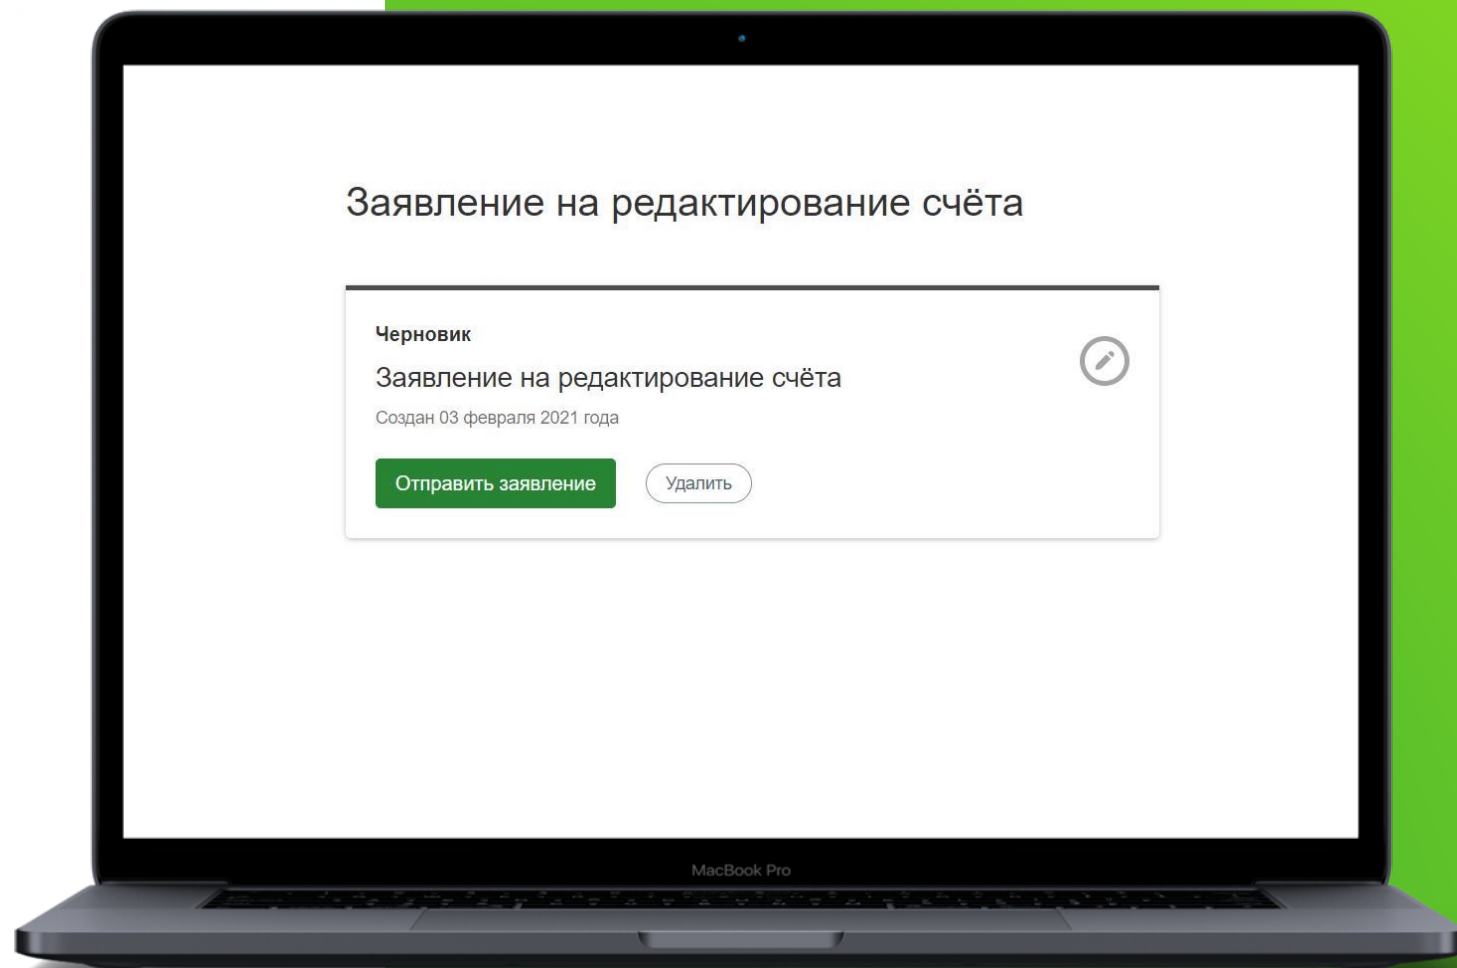 Заявление на редактирование счёта
Черновик
Заявление на редактирование счёта
Создан 03 февраля 2021 года
Отправить заявление
Удалить
MacBook Pro